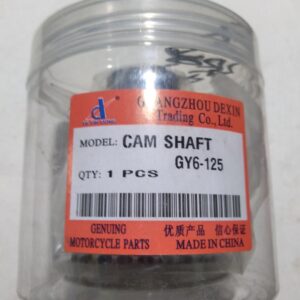 GUANGZHOU DEXIN
Trading Co., Ltd.
MODEL: CAM SHAFT
GY6-125
QTY: 1 PCS
GENUINE
MOTORCYCLE PARTS
优质产品 信心保证
MADE IN CHINA